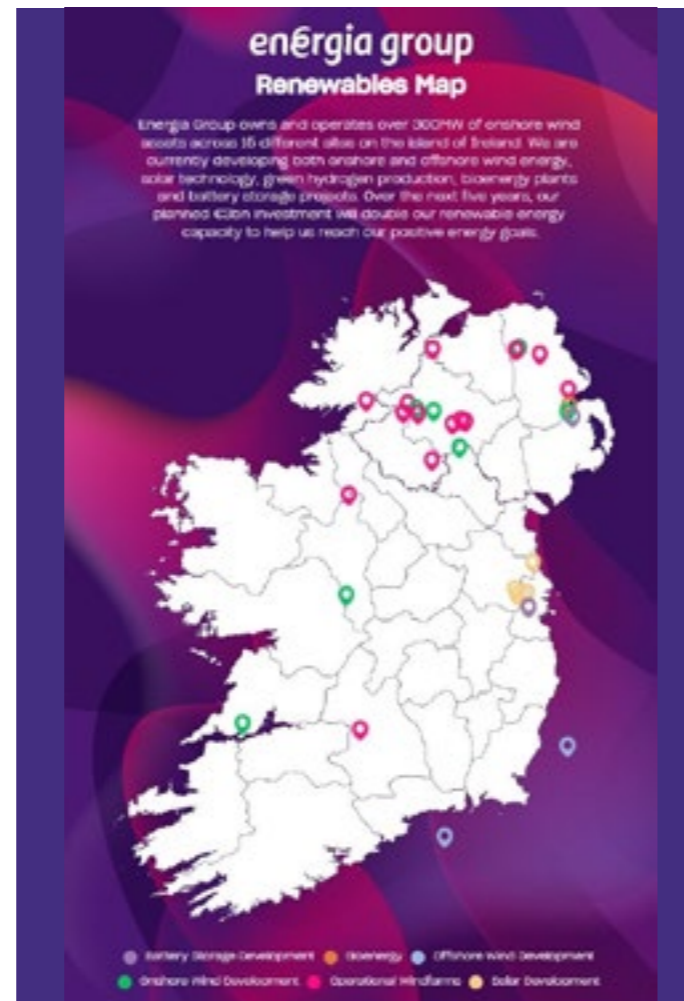 energia group
Renewables Map
Energia Group owns and operates over 300MW of onshore wind
assets across 16 different sites on the island of Ireland. We are
currently developing both onshore and offshore wind energy,
solar technology, green hydrogen production, bioenergy plants
and battery storage projects. Over the next five years, our
planned €3bn investment will double our renewable energy
capacity to help us reach our positive energy goals.
Battery Storage Development Bioenergy Offshore Wind Development
Onshore Wind Development Operational Windfarms Solar Development